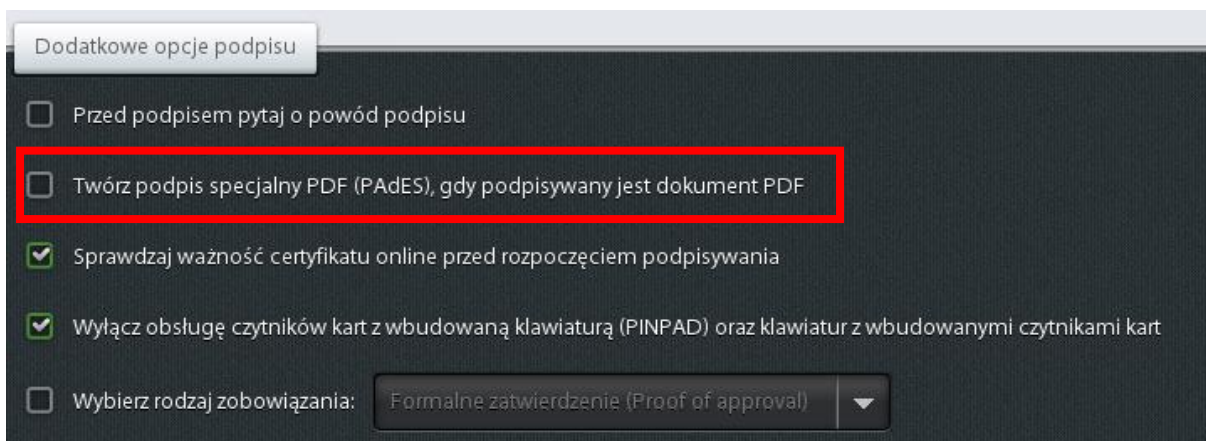 Dodatkowe opcje podpisu
Przed podpisem pytaj o powód podpisu
Twórz podpis specjalny PDF (PAdES), gdy podpisywany jest dokument PDF
Sprawdzaj ważność certyfikatu online przed rozpoczęciem podpisywania
Wyłącz obsługę czytników kart z wbudowaną klawiaturą (PINPAD) oraz klawiatur z wbudowanymi czytnikami kart
Wybierz rodzaj zobowiązania: Formalne zatwierdzenie (Proof of approval)